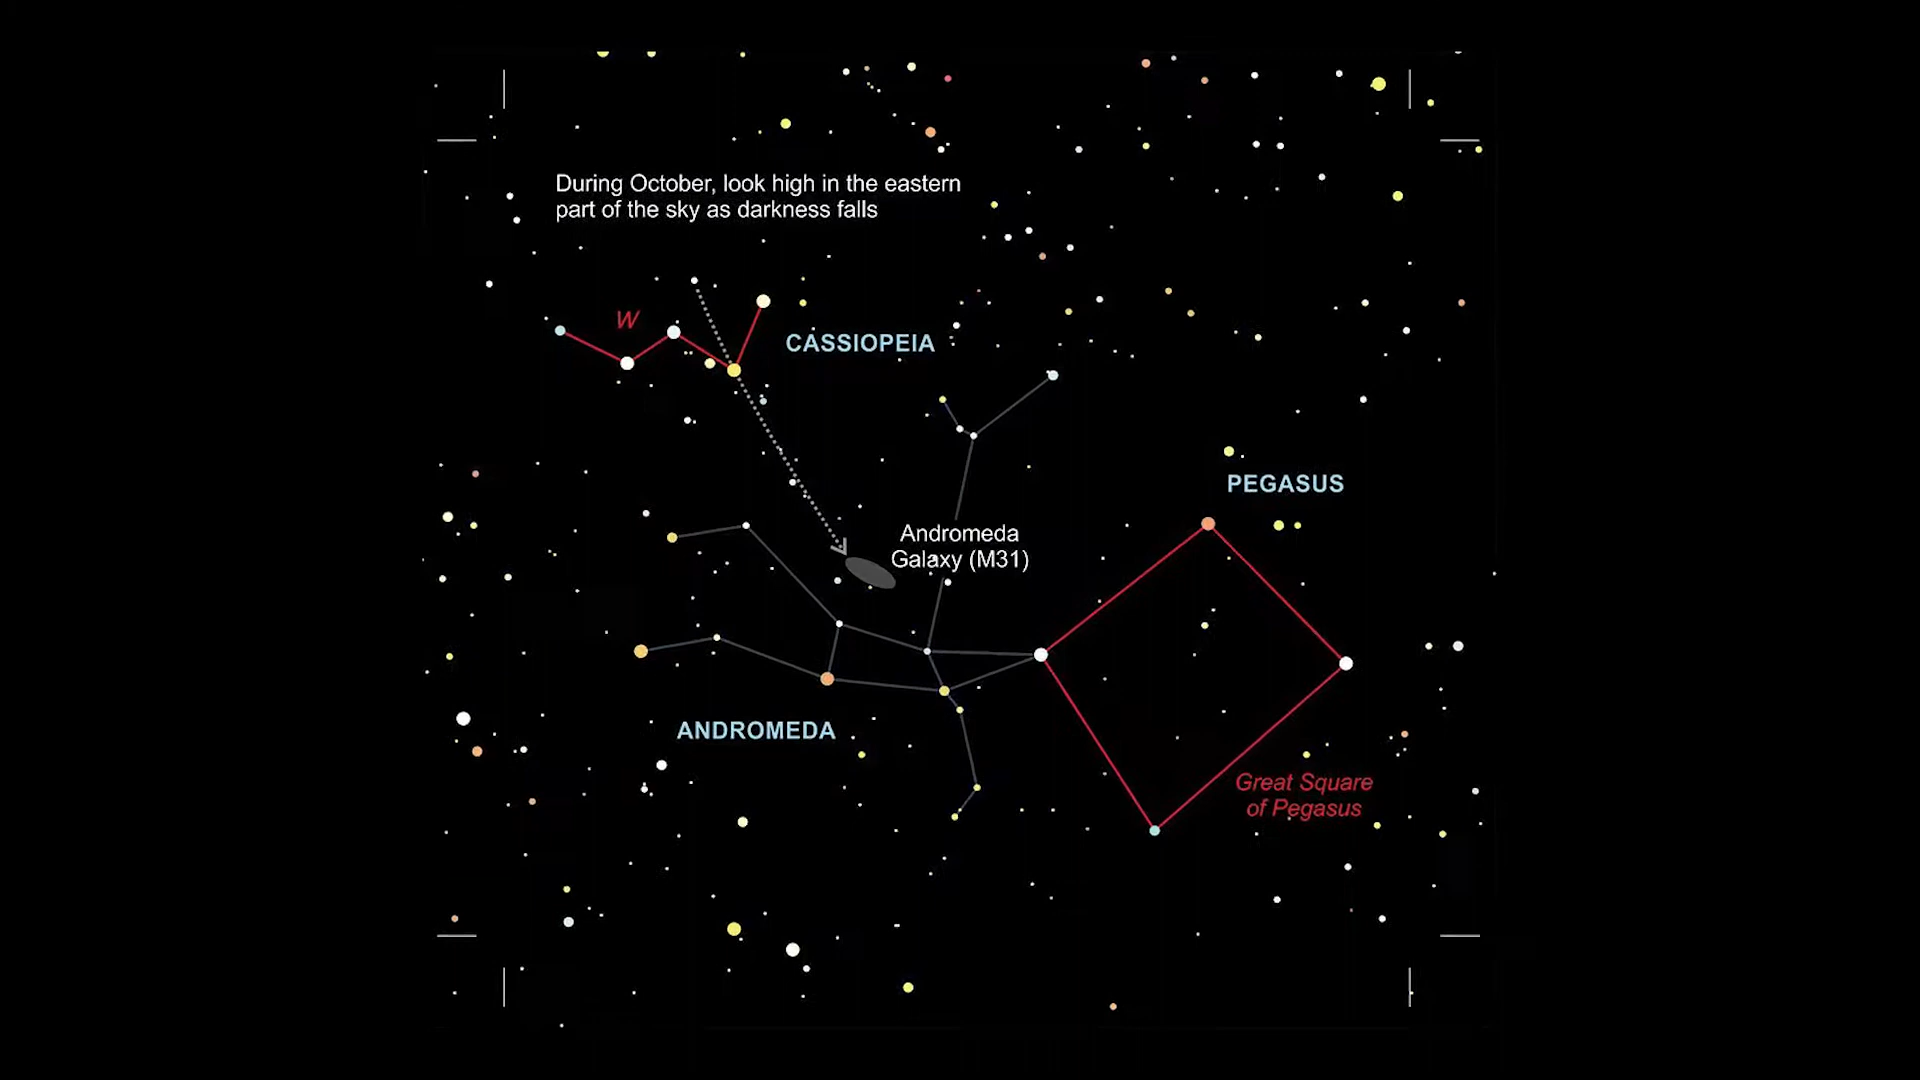 During October, look high in the eastern
part of the sky as darkness falls
W
CASSIOPEIA
PEGASUS
Andromeda
Galaxy (M31)
ANDROMEDA
Great Square
of Pegasus